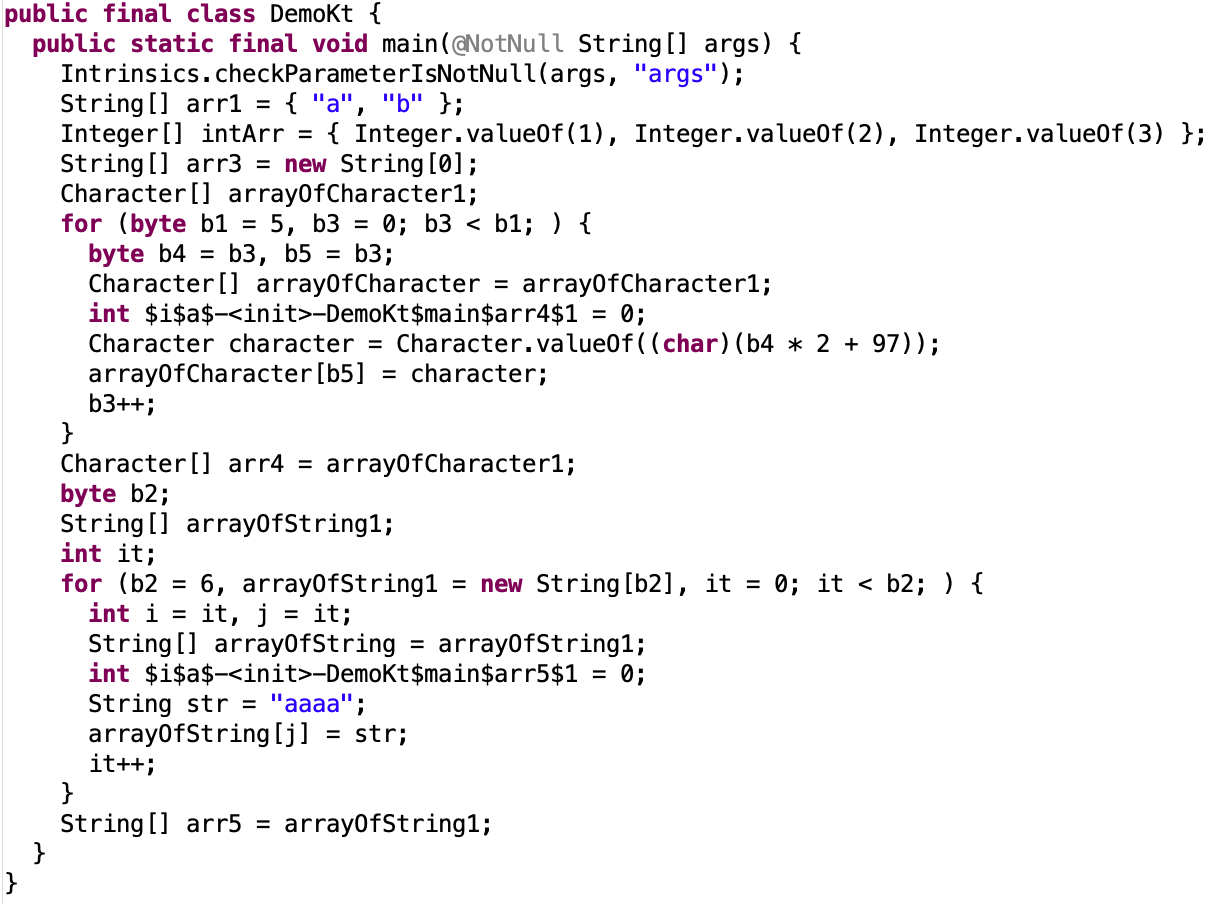 public final class DemoKt {
  public static final void main(@NotNull String[] args) {
    Intrinsics.checkParameterIsNotNull(args, "args");
    String[] arr1 = { "a", "b" };
    Integer[] intArr = { Integer.valueOf(1), Integer.valueOf(2), Integer.valueOf(3) };
    String[] arr3 = new String[0];
    Character[] arrayOfCharacter1;
    for (byte b1 = 5, b3 = 0; b3 < b1; ) {
      byte b4 = b3, b5 = b3;
      Character[] arrayOfCharacter = arrayOfCharacter1;
      int $i$a$-<init>-DemoKt$main$arr4$1 = 0;
      Character character = Character.valueOf((char)(b4 * 2 + 97));
      arrayOfCharacter[b5] = character;
      b3++;
    }
    Character[] arr4 = arrayOfCharacter1;
    byte b2;
    String[] arrayOfString1;
    int it;
    for (b2 = 6, arrayOfString1 = new String[b2], it = 0; it < b2; ) {
      int i = it, j = it;
      String[] arrayOfString = arrayOfString1;
      int $i$a$-<init>-DemoKt$main$arr5$1 = 0;
      String str = "aaaa";
      arrayOfString[j] = str;
      it++;
    }
    String[] arr5 = arrayOfString1;
  }
}